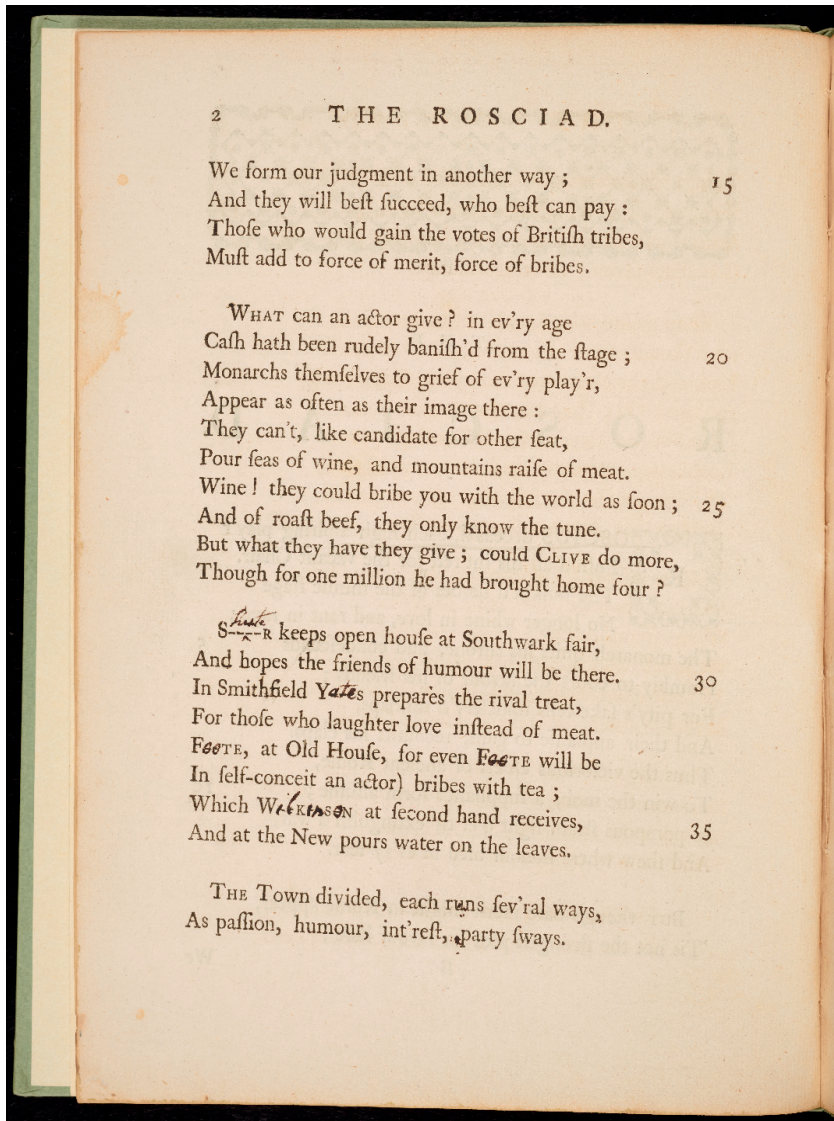 2 THE ROSCIAD.
We form our judgment in another way ; 15
And they will beſt ſucceed, who beſt can pay :
Thoſe who would gain the votes of Britiſh tribes,
Muſt add to force of merit, force of bribes.
WHAT can an actor give ? in ev'ry age
Caſh hath been rudely baniſh'd from the ſtage ; 20
Monarchs themſelves to grief of ev'ry play'r,
Appear as often as their image there :
They can't, like candidate for other ſeat,
Pour ſeas of wine, and mountains raiſe of meat.
Wine ! they could bribe you with the world as ſoon ; 25
And of roaſt beef, they only know the tune.
But what they have they give ; could CLIVE do more,
Though for one million he had brought home four ?
S----R keeps open houſe at Southwark fair,
And hopes the friends of humour will be there. 30
In Smithfield Yates prepares the rival treat,
For thoſe who laughter love inſtead of meat.
FOOTE, at Old Houſe, for even FOOTE will be
In ſelf-conceit an actor) bribes with tea ;
Which WILKINSON at ſecond hand receives, 35
And at the New pours water on the leaves.
THE Town divided, each runs ſev'ral ways,
As paſſion, humour, int'reſt, party ſways.